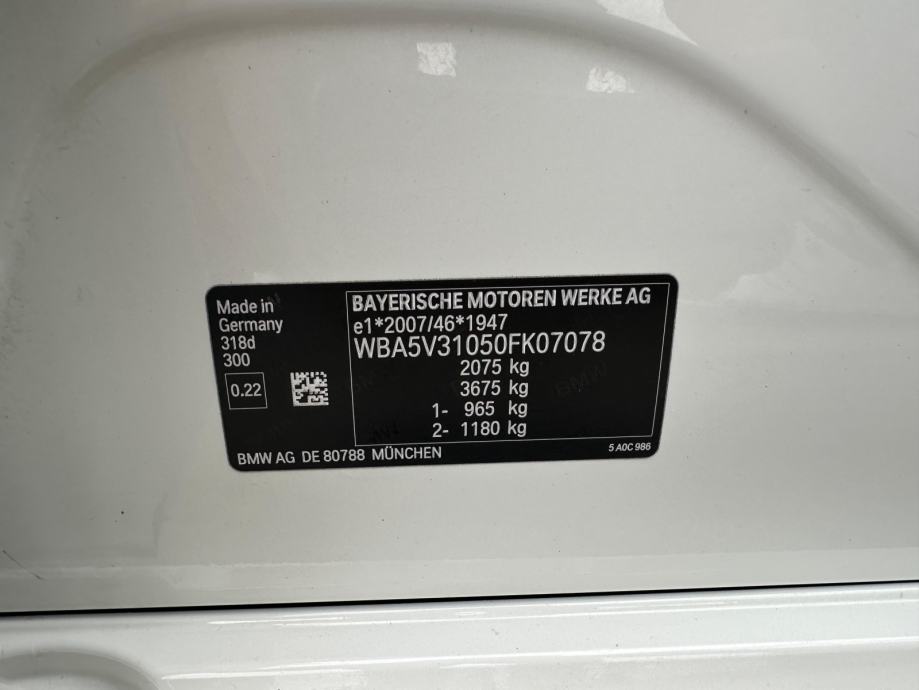 Made in
Germany
318d
300
0.22
BAYERISCHE MOTOREN WERKE AG
e1*2007/46*1947
WBA5V31050FK07078
2075 kg
3675 kg
1- 965 kg
2- 1180 kg
BMW AG DE 80788 MÜNCHEN
5 A0C 986